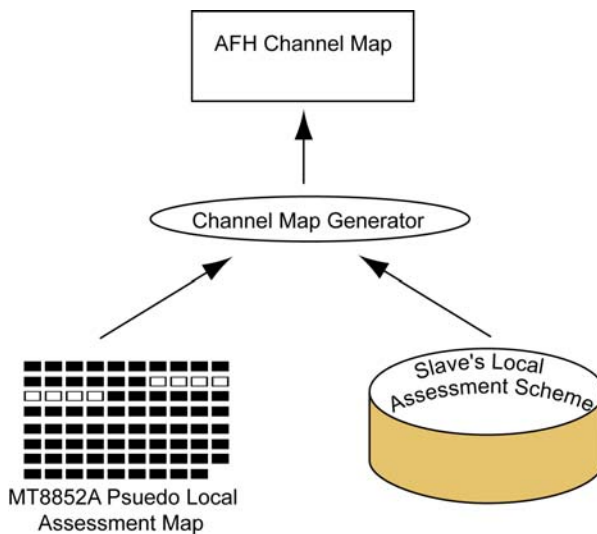 AFH Channel Map
Channel Map Generator
Slave's Local
Assessment Scheme
MT8852A Psuedo Local
Assessment Map